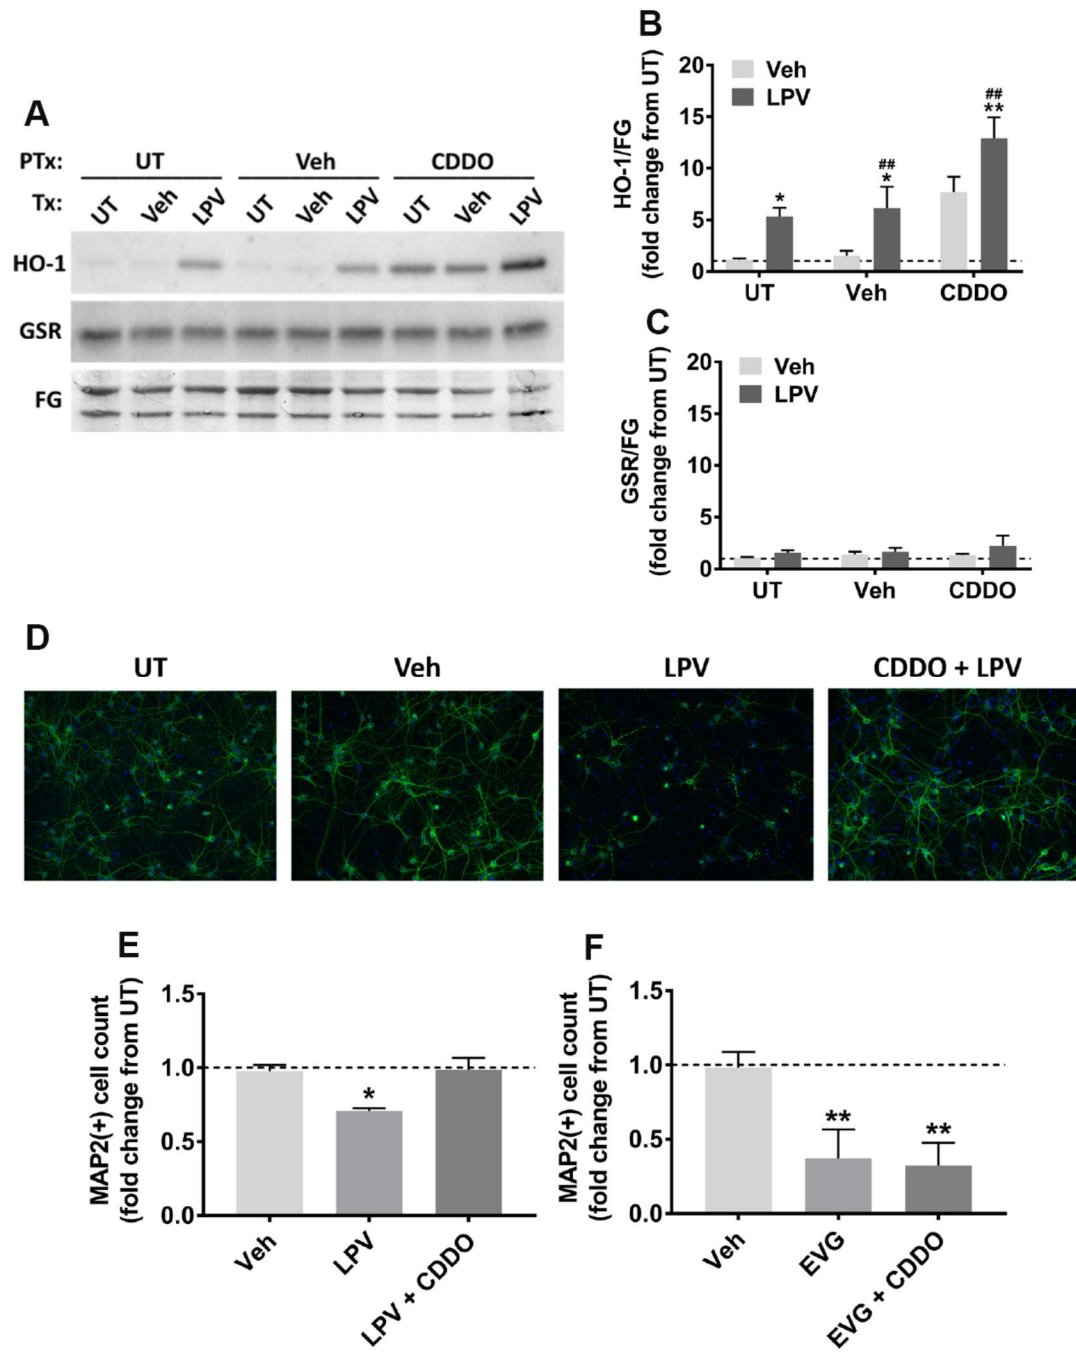 A
PTx: UT Veh CDDO
Tx: UT Veh LPV UT Veh LPV UT Veh LPV
HO-1
GSR
FG
B
HO-1/FG
(fold change from UT)
20
15
10
5
0
Veh
LPV
*
##
*
##
**
UT Veh CDDO
C
GSR/FG
(fold change from UT)
20
15
10
5
0
Veh
LPV
UT Veh CDDO
D
UT Veh LPV CDDO + LPV
E
MAP2(+) cell count
(fold change from UT)
1.5
1.0
0.5
0.0
*
Veh
LPV
LPV + CDDO
F
MAP2(+) cell count
(fold change from UT)
1.5
1.0
0.5
0.0
**
**
Veh
EVG
EVG + CDDO